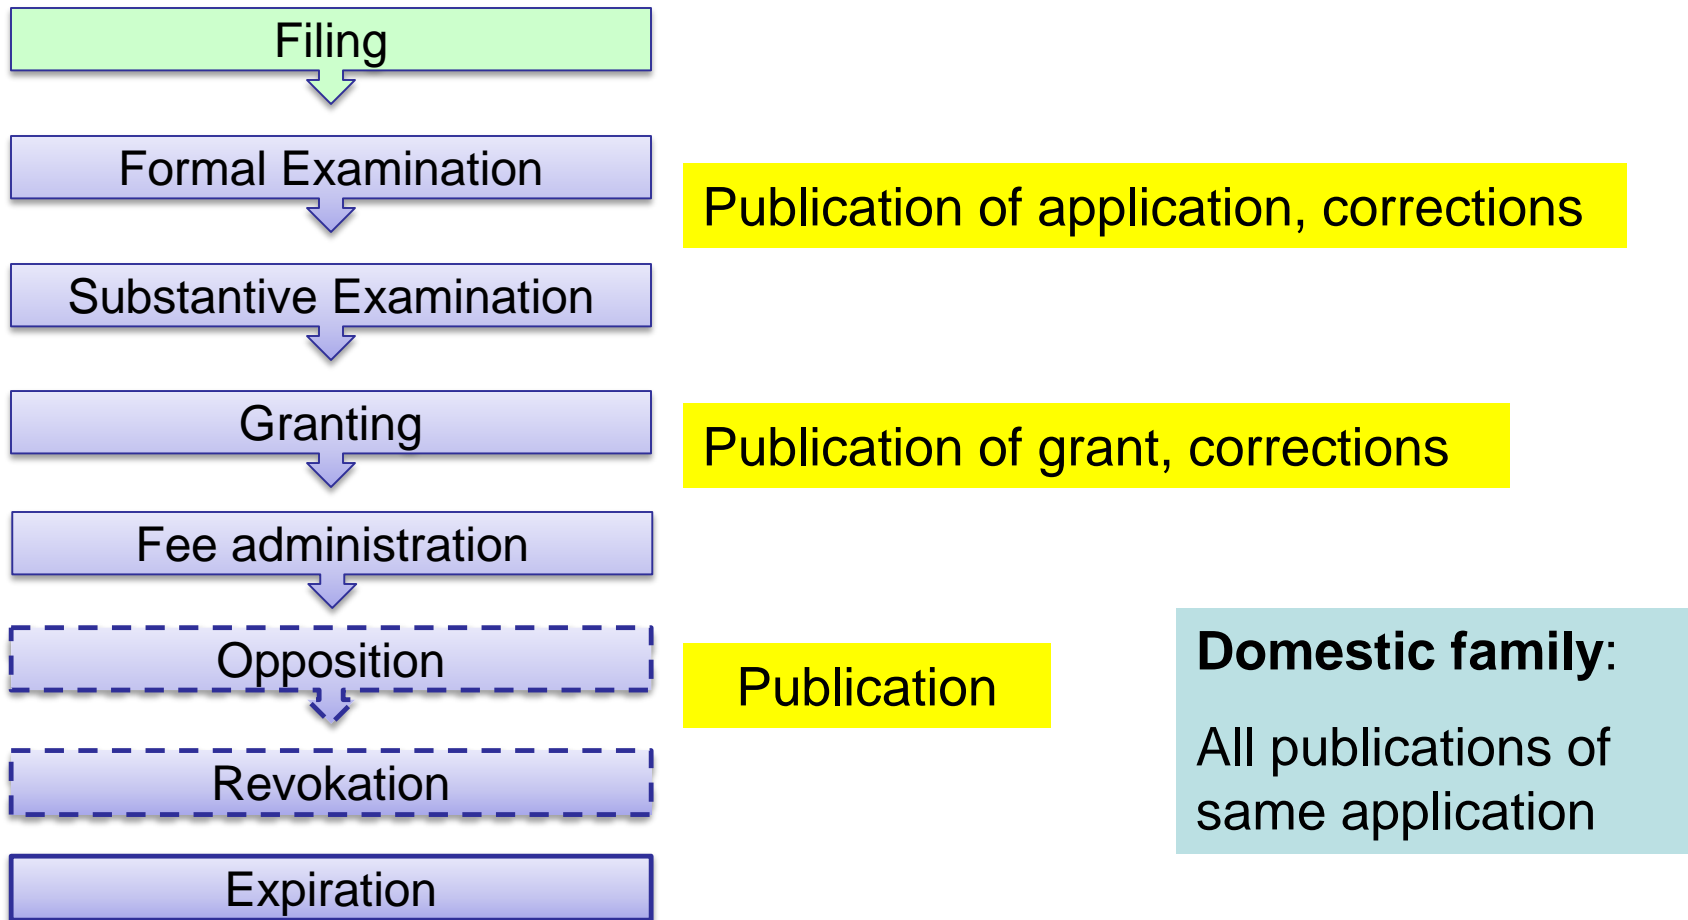 Filing
Formal Examination
Publication of application, corrections
Substantive Examination
Granting
Publication of grant, corrections
Fee administration
Opposition
Publication
Revokation
Expiration
Domestic family:
All publications of
same application